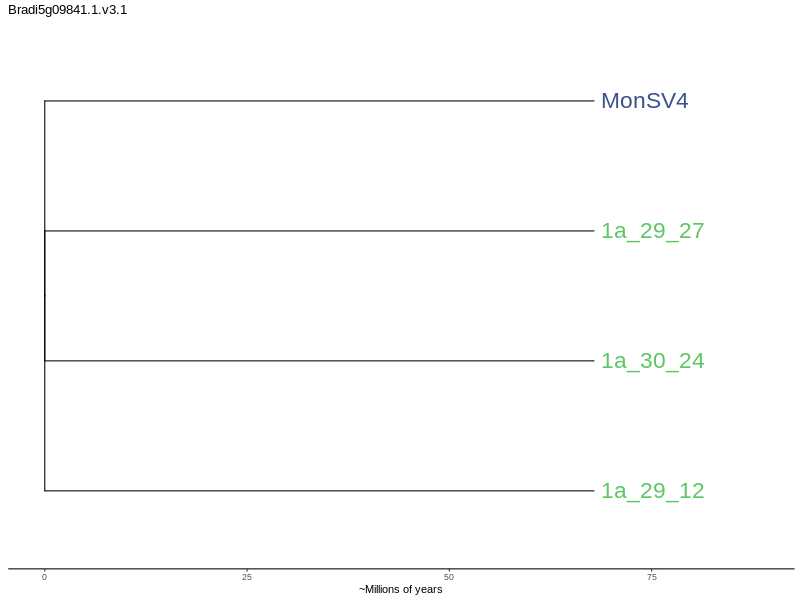 Bradi5g09841.1.v3.1
MonSV4
1a_29_27
1a_30_24
1a_29_12
0 25 50 75
~Millions of years